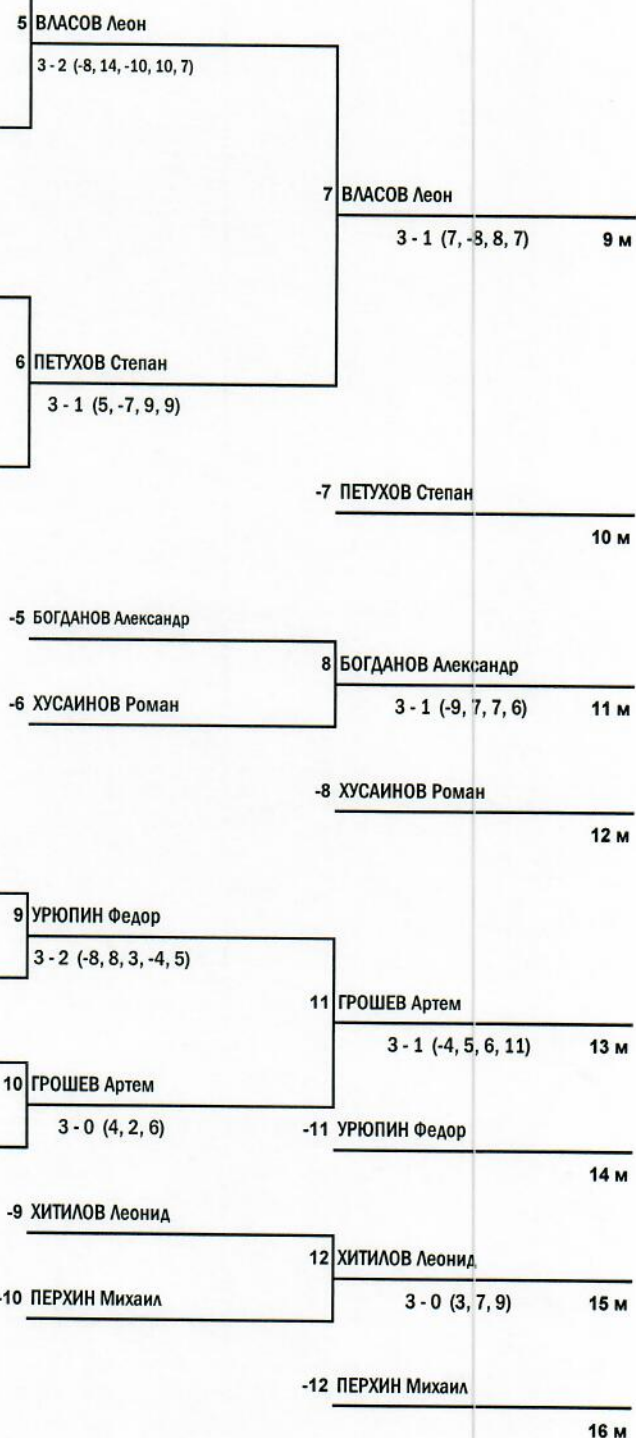 5 ВЛАСОВ Леон
3 - 2 (-8, 14, -10, 10, 7)
7 ВЛАСОВ Леон
3 - 1 (7, -8, 8, 7) 9 м
6 ПЕТУХОВ Степан
3 - 1 (5, -7, 9, 9)
-7 ПЕТУХОВ Степан
10 м
-5 БОГДАНОВ Александр
8 БОГДАНОВ Александр
-6 ХУСАИНОВ Роман
3 - 1 (-9, 7, 7, 6) 11 м
-8 ХУСАИНОВ Роман
12 м
9 УРЮПИН Федор
3 - 2 (-8, 8, 3, -4, 5)
11 ГРОШЕВ Артем
3 - 1 (-4, 5, 6, 11) 13 м
10 ГРОШЕВ Артем
3 - 0 (4, 2, 6)
-11 УРЮПИН Федор
14 м
-9 ХИТИЛОВ Леонид
12 ХИТИЛОВ Леонид
-10 ПЕРХИН Михаил
3 - 0 (3, 7, 9) 15 м
-12 ПЕРХИН Михаил
16 м